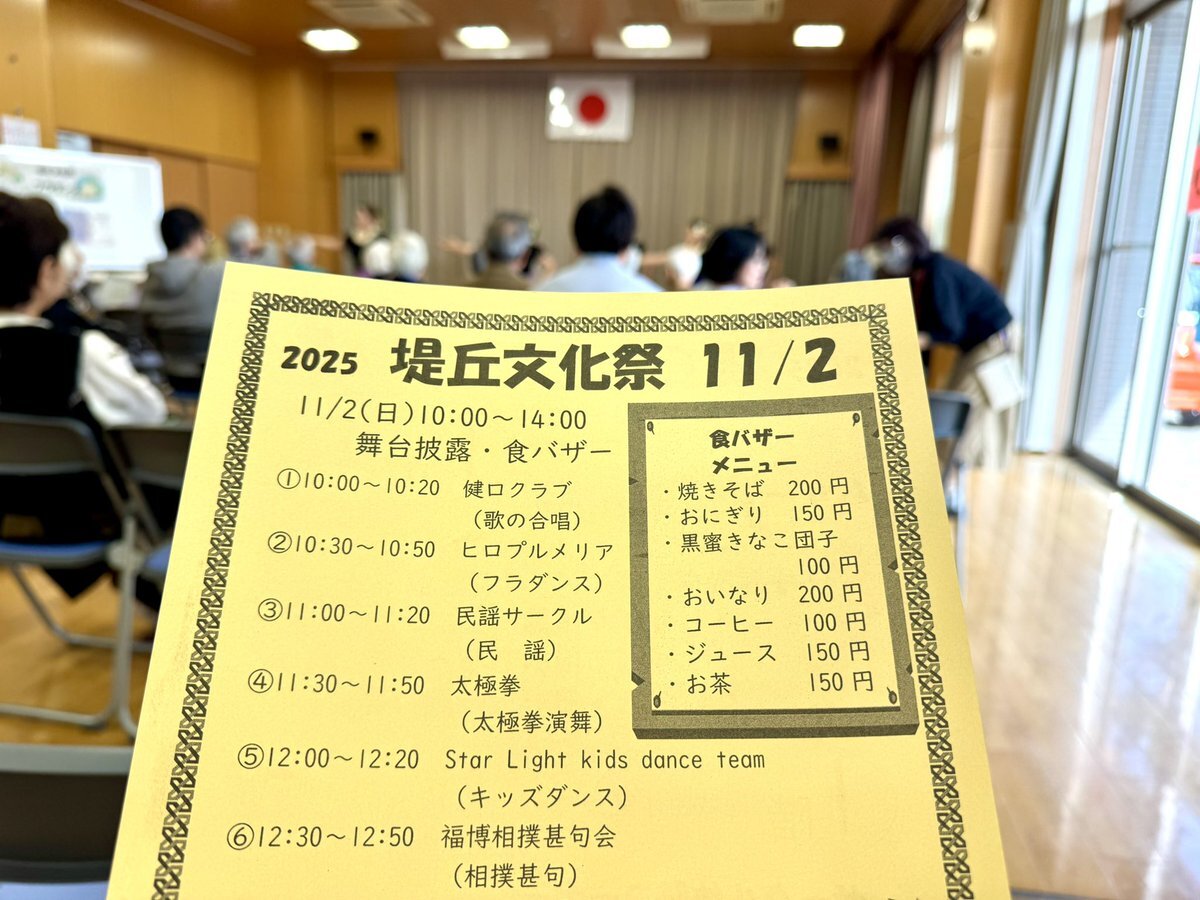 2025 堤丘文化祭 11/2
11/2(日)10:00〜14:00
舞台披露・食バザー
①10:00〜10:20 健口クラブ
(歌の合唱)
②10:30〜10:50 ヒロプルメリア
(フラダンス)
③11:00〜11:20 民謡サークル
(民 謡)
④11:30〜11:50 太極拳
(太極拳演舞)
⑤12:00〜12:20 Star Light kids dance team
(キッズダンス)
⑥12:30〜12:50 福博相撲甚句会
(相撲甚句)
食バザー
メニュー
・焼きそば 200円
・おにぎり 150円
・黒蜜きなこ団子
100円
・おいなり 200円
・コーヒー 100円
・ジュース 150円
・お茶 150円